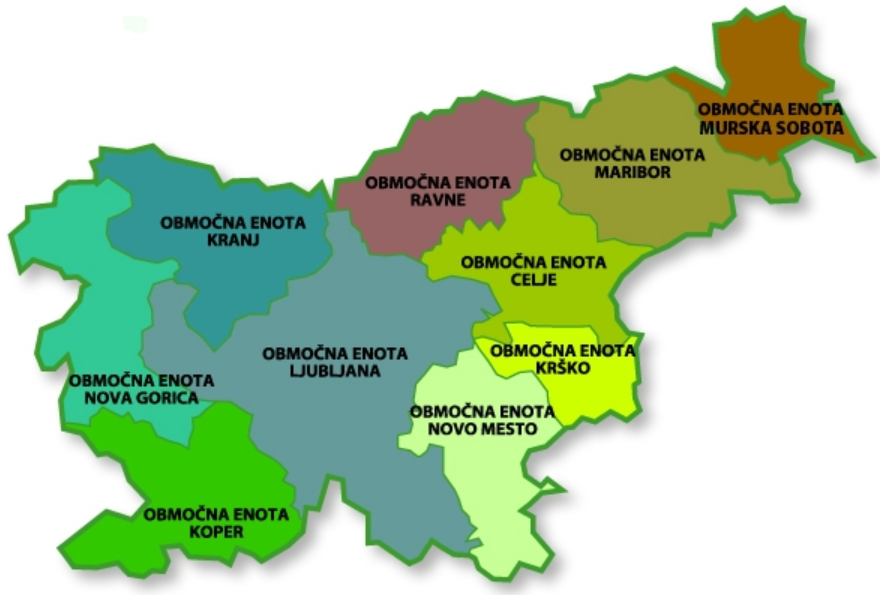 OBMOČNA ENOTA
MURSKA SOBOTA
OBMOČNA ENOTA
MARIBOR
OBMOČNA ENOTA
RAVNE
OBMOČNA ENOTA
KRANJ
OBMOČNA ENOTA
CELJE
OBMOČNA ENOTA
LJUBLJANA
OBMOČNA ENOTA
KRŠKO
OBMOČNA ENOTA
NOVA GORICA
OBMOČNA ENOTA
NOVO MESTO
OBMOČNA ENOTA
KOPER